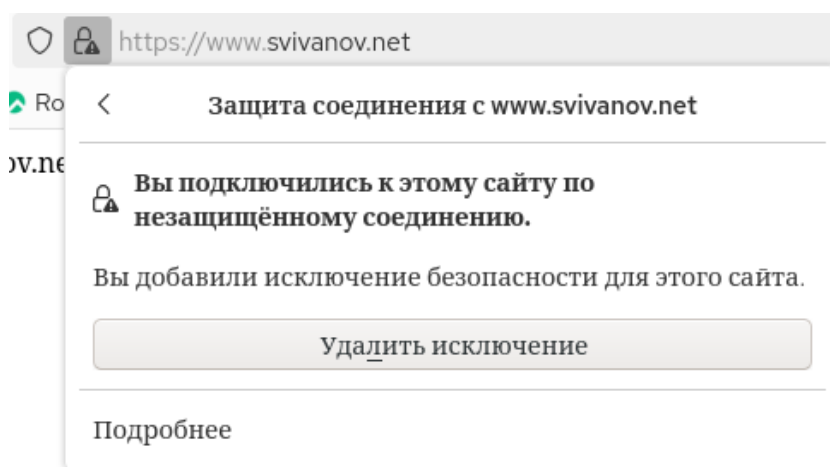 https://www.svivanov.net
Ro
Защита соединения с www.svivanov.net
ov.ne
Вы подключились к этому сайту по
незащищённому соединению.
Вы добавили исключение безопасности для этого сайта.
Удалить исключение
Подробнее